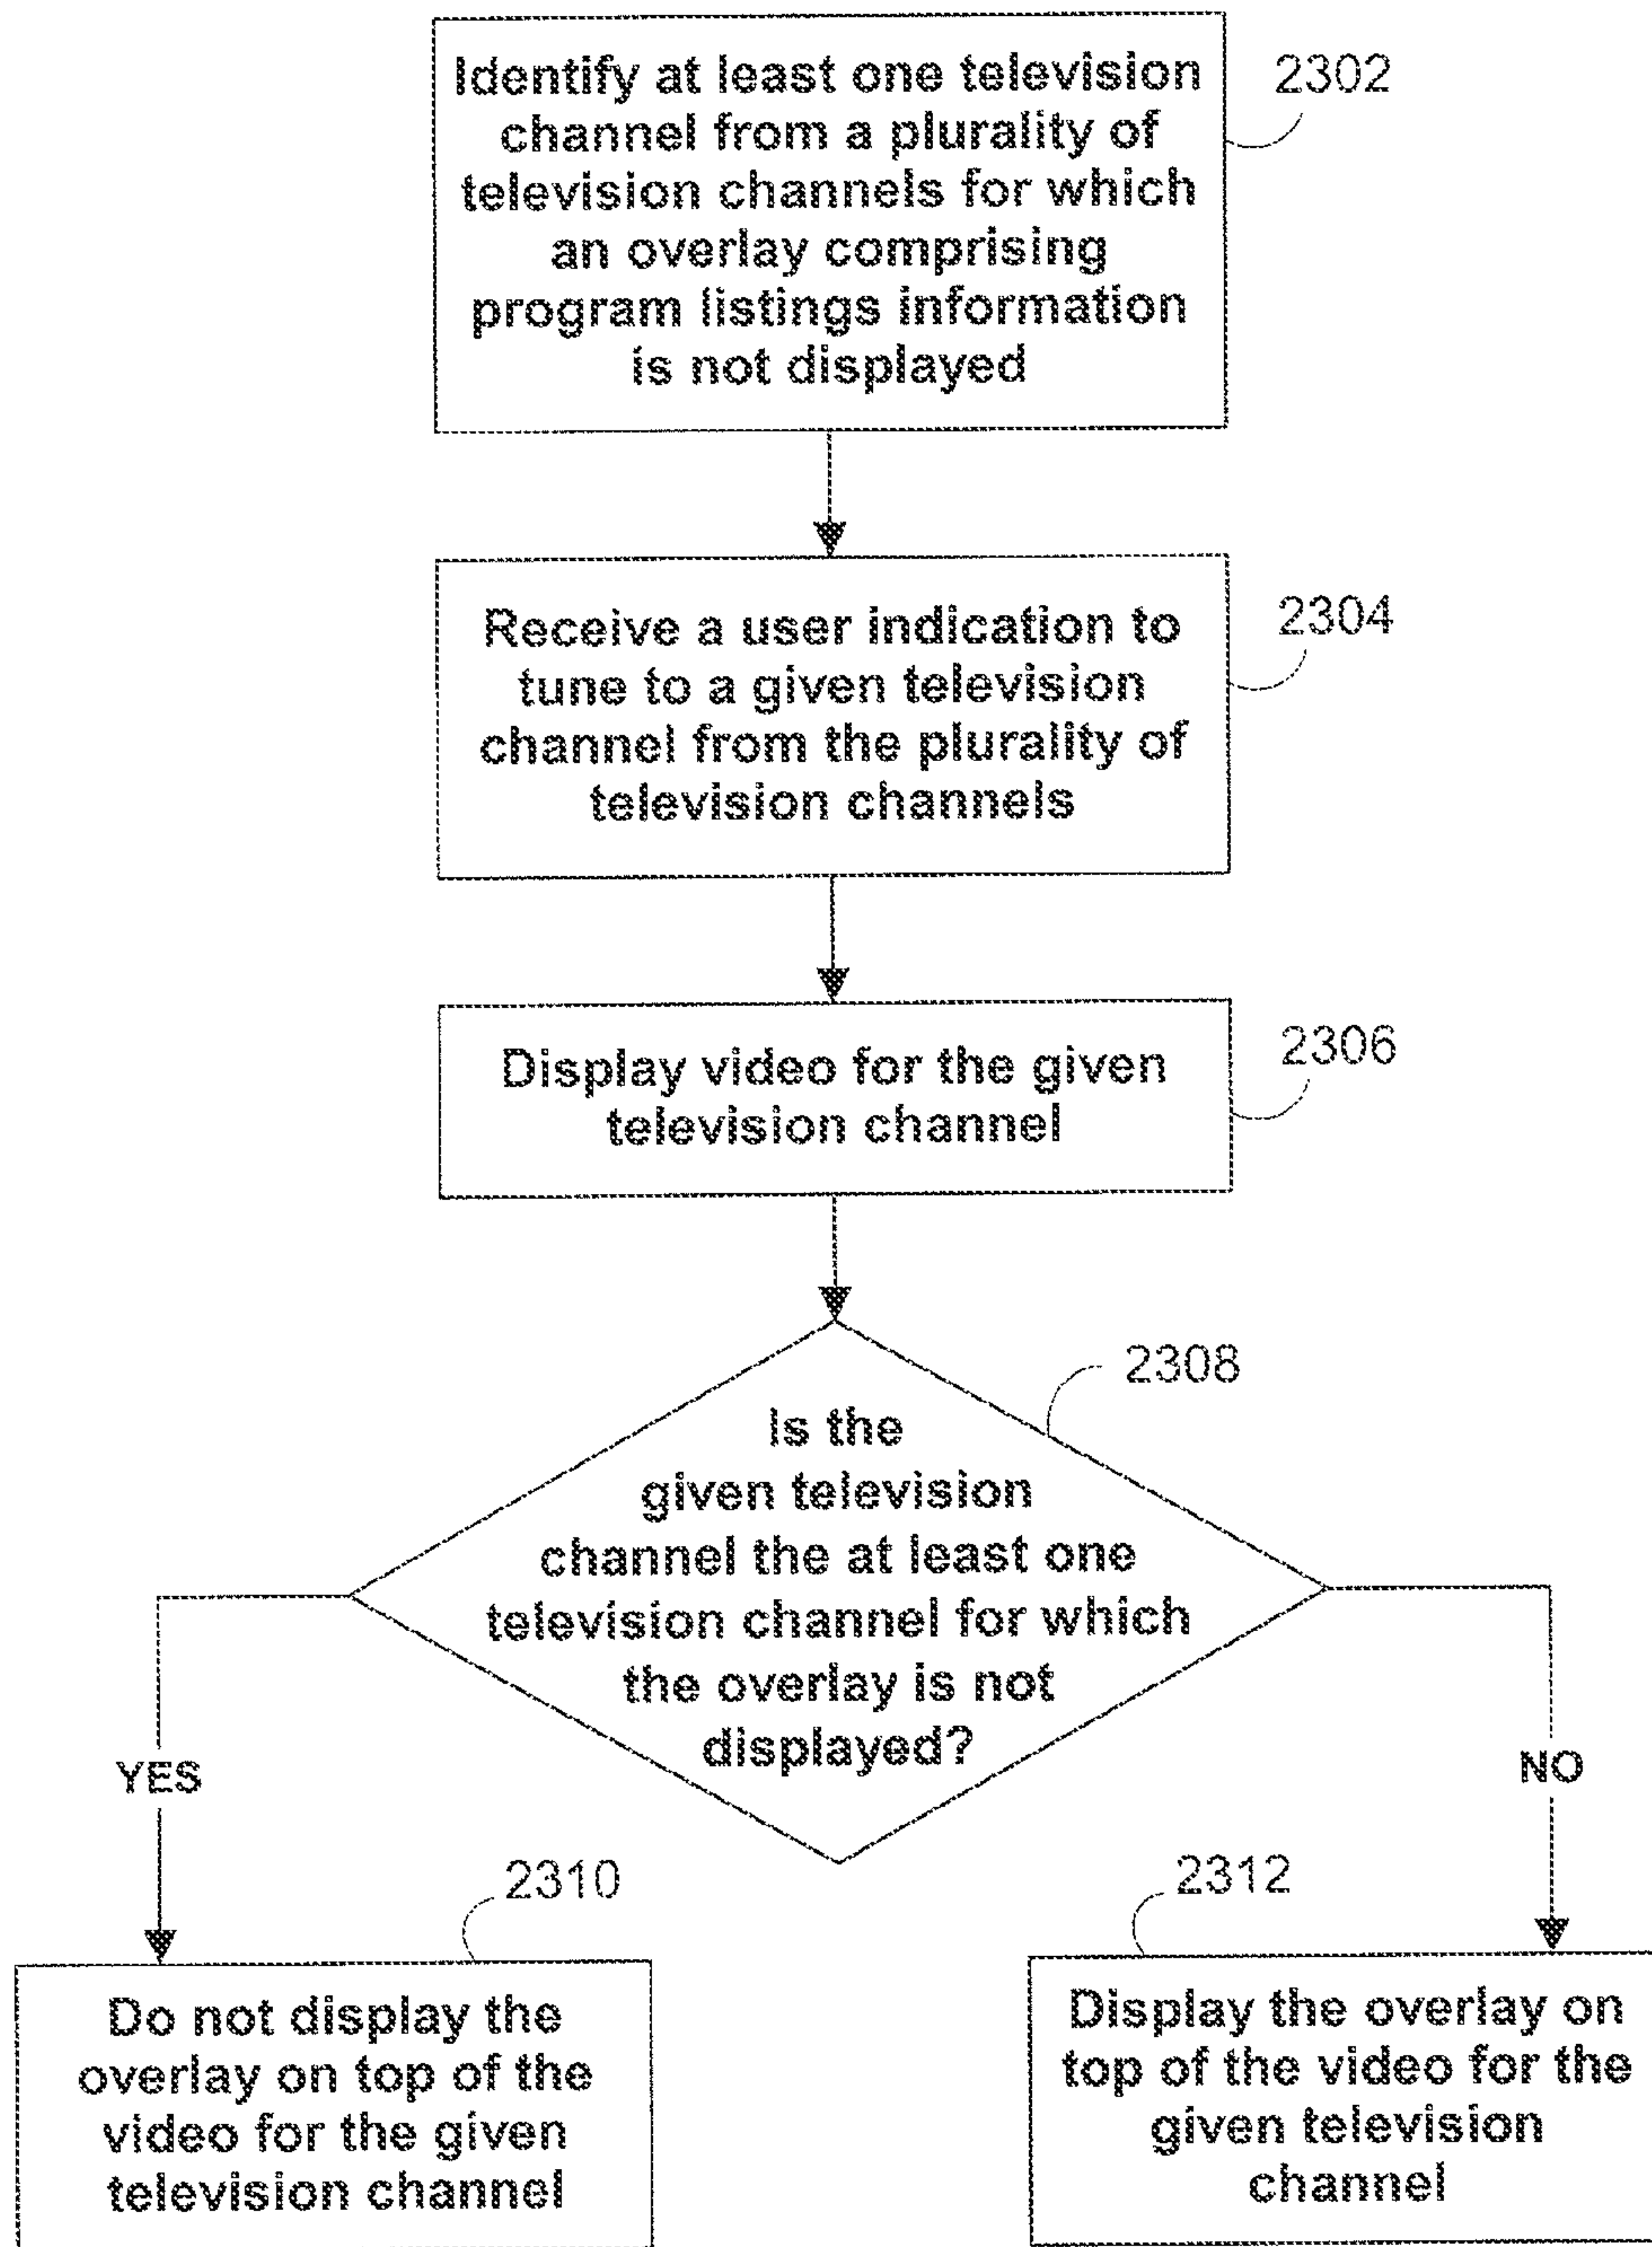 Identify at least one television
channel from a plurality of
television channels for which
an overlay comprising
program listings information
is not displayed
2302
Receive a user indication to
tune to a given television
channel from the plurality of
television channels
2304
Display video for the given
television channel
2306
2308
Is the
given television
channel the at least one
television channel for which
the overlay is not
displayed?
YES
NO
2310
Do not display the
overlay on top of the
video for the given
television channel
2312
Display the overlay on
top of the video for the
given television
channel